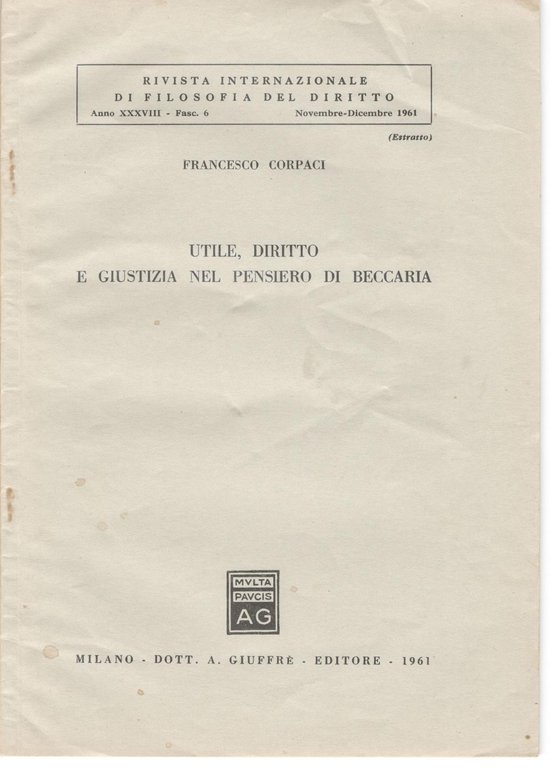 RIVISTA INTERNAZIONALE
DI FILOSOFIA DEL DIRITTO
Anno XXXVIII - Fasc. 6 Novembre-Dicembre 1961
(Estratto)
FRANCESCO CORPACI
UTILE, DIRITTO
E GIUSTIZIA NEL PENSIERO DI BECCARIA
MVLTA
PAVCIS
AG
MILANO - DOTT. A. GIUFFRÈ - EDITORE - 1961